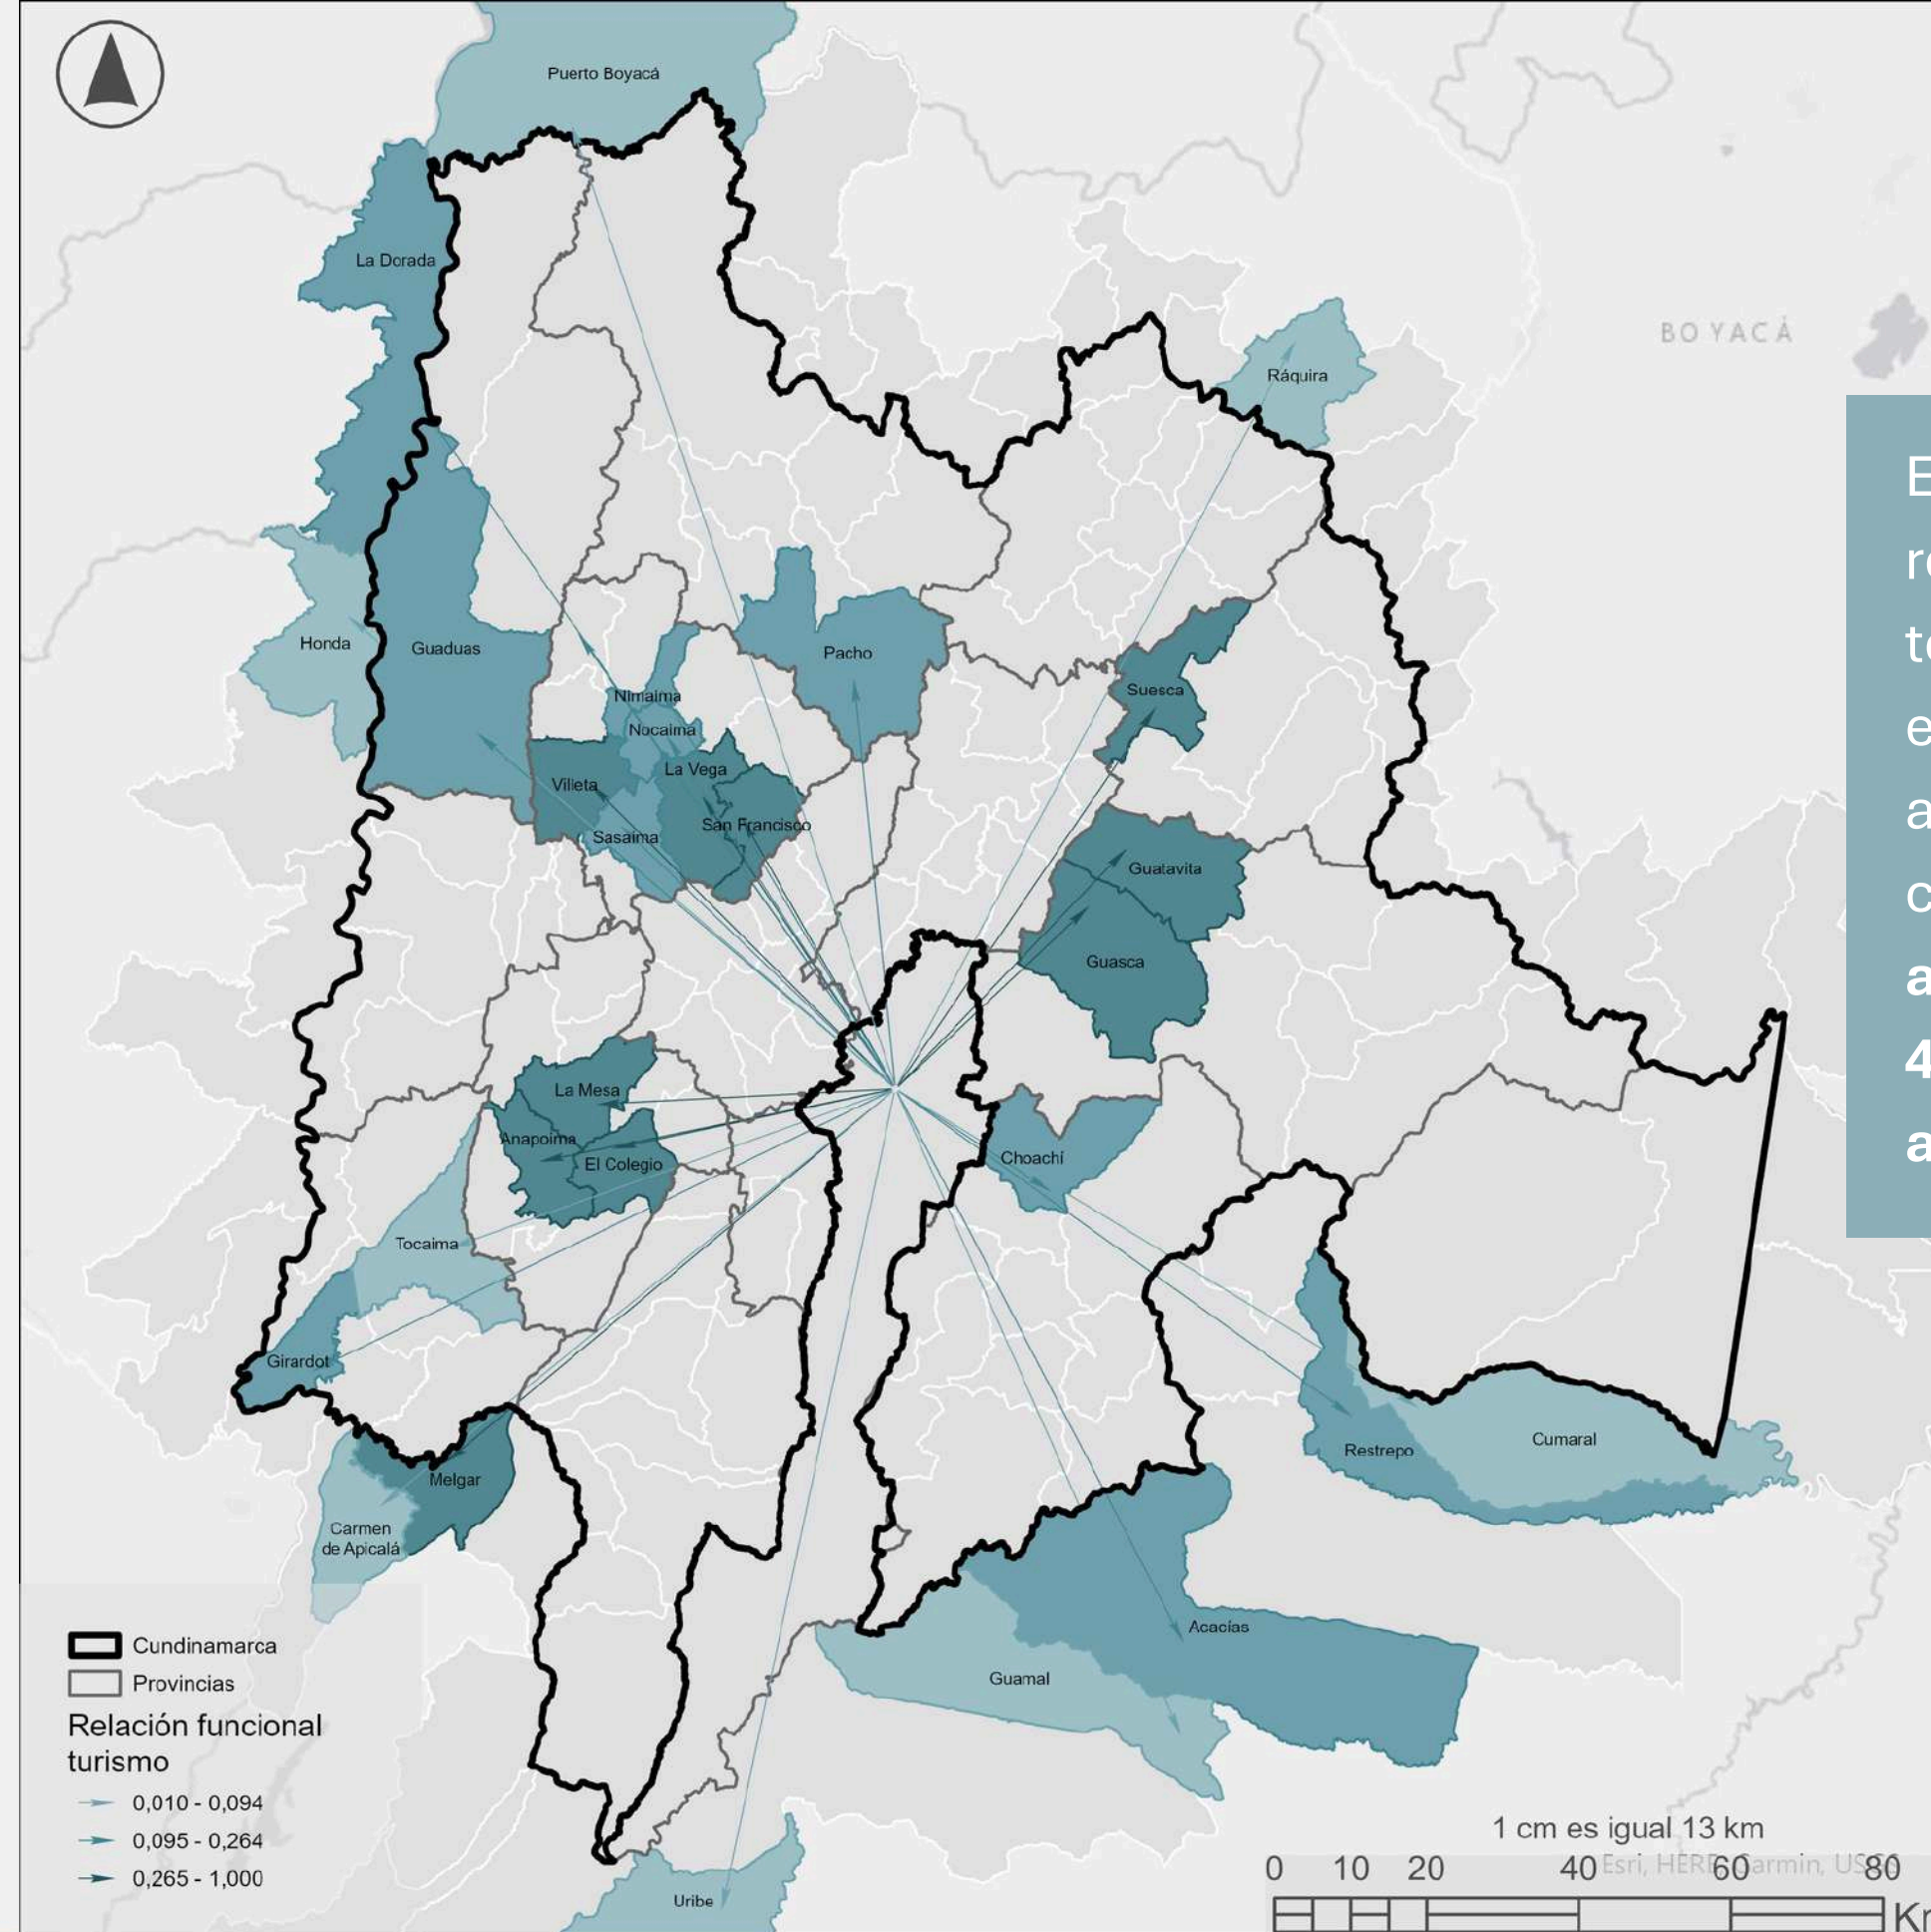 Puerto Boyacá
La Dorada
BOYACÁ
Ráquira
Honda
Guaduas
Pacho
Nimaima
Suesca
Nocaima
La Vega
Villeta
San Francisco
Sasaima
Guatavita
Guasca
La Mesa
Anapoima
El Colegio
Choachí
Tocaima
Girardot
Restrepo
Cumaral
Melgar
Carmen
de Apicalá
Acacías
Guamal
Uribe
Cundinamarca
Provincias
Relación funcional
turismo
0,010 - 0,094
0,095 - 0,264
0,265 - 1,000
1 cm es igual 13 km
0 10 20 40 60 80
Esri, HERE, Garmin, USGS